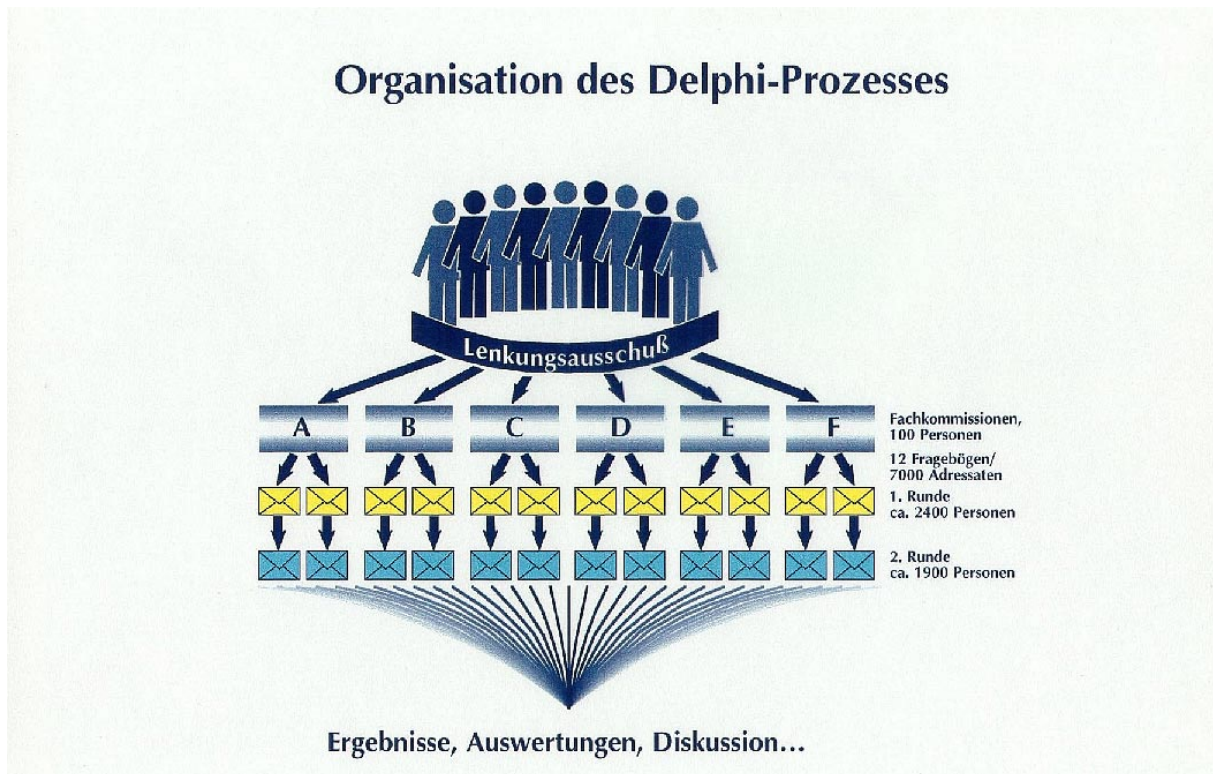 Organisation des Delphi-Prozesses
Lenkungsausschuß
A B C D E F
Fachkommissionen,
100 Personen
12 Fragebögen/
7000 Adressaten
1. Runde
ca. 2400 Personen
2. Runde
ca. 1900 Personen
Ergebnisse, Auswertungen, Diskussion...